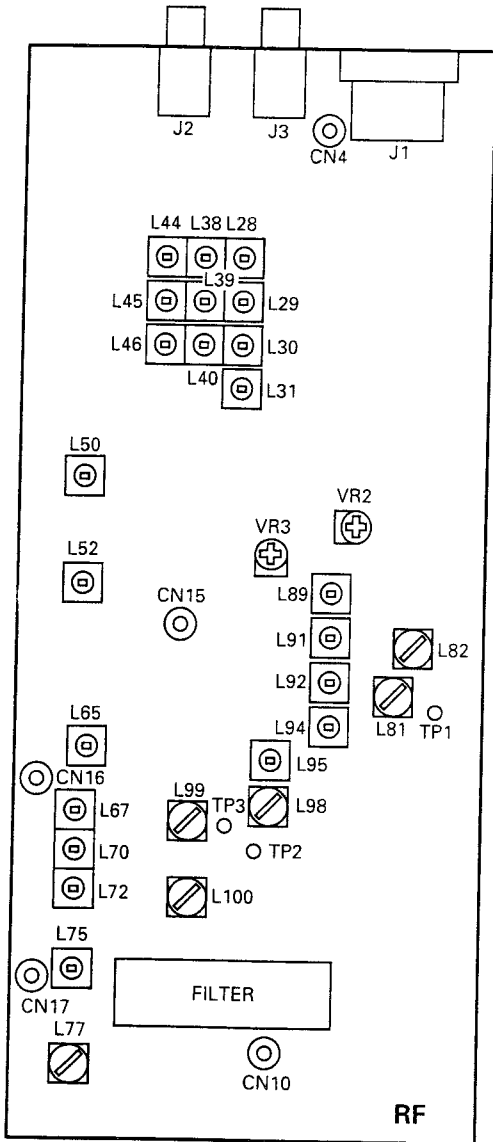 J2 J3 J1
CN4
L44 L38 L28
L39
L45 L29
L46 L30
L40 L31
L50
VR2
VR3
L52
L89
CN15
L91
L82
L92
L65
L94 L81 TP1
L95
CN16
L99 TP3 L98
L67
TP2
L70
L72 L100
L75
FILTER
CN17
L77
CN10
RF